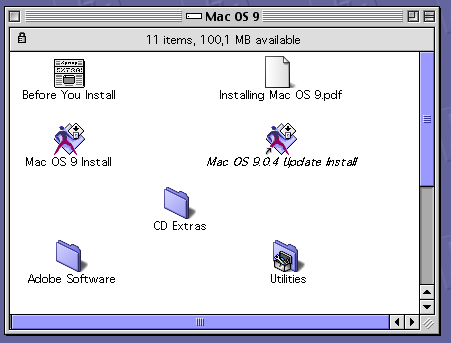 Mac OS 9
11 items, 100,1 MB available
Before You Install
Installing Mac OS 9.pdf
Mac OS 9 Install
Mac OS 9.0.4 Update Install
CD Extras
Adobe Software
Utilities